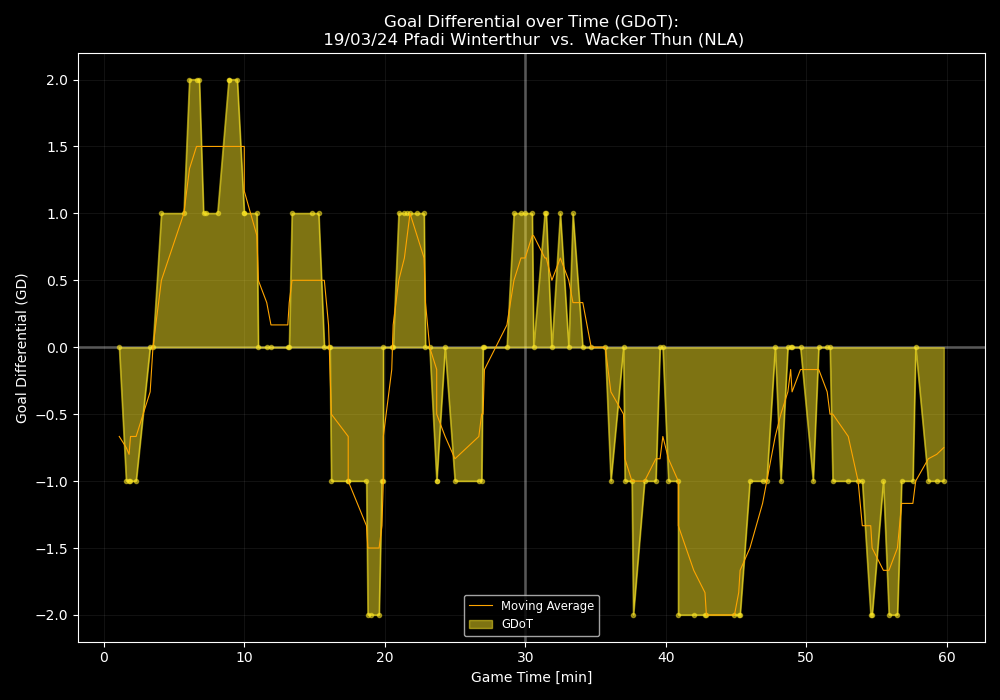 Goal Differential over Time (GDoT):
19/03/24 Pfadi Winterthur  vs.  Wacker Thun (NLA)
Goal Differential (GD)
2.0
1.5
1.0
0.5
0.0
−0.5
−1.0
−1.5
−2.0
Moving Average
GDoT
0 10 20 30 40 50 60
Game Time [min]